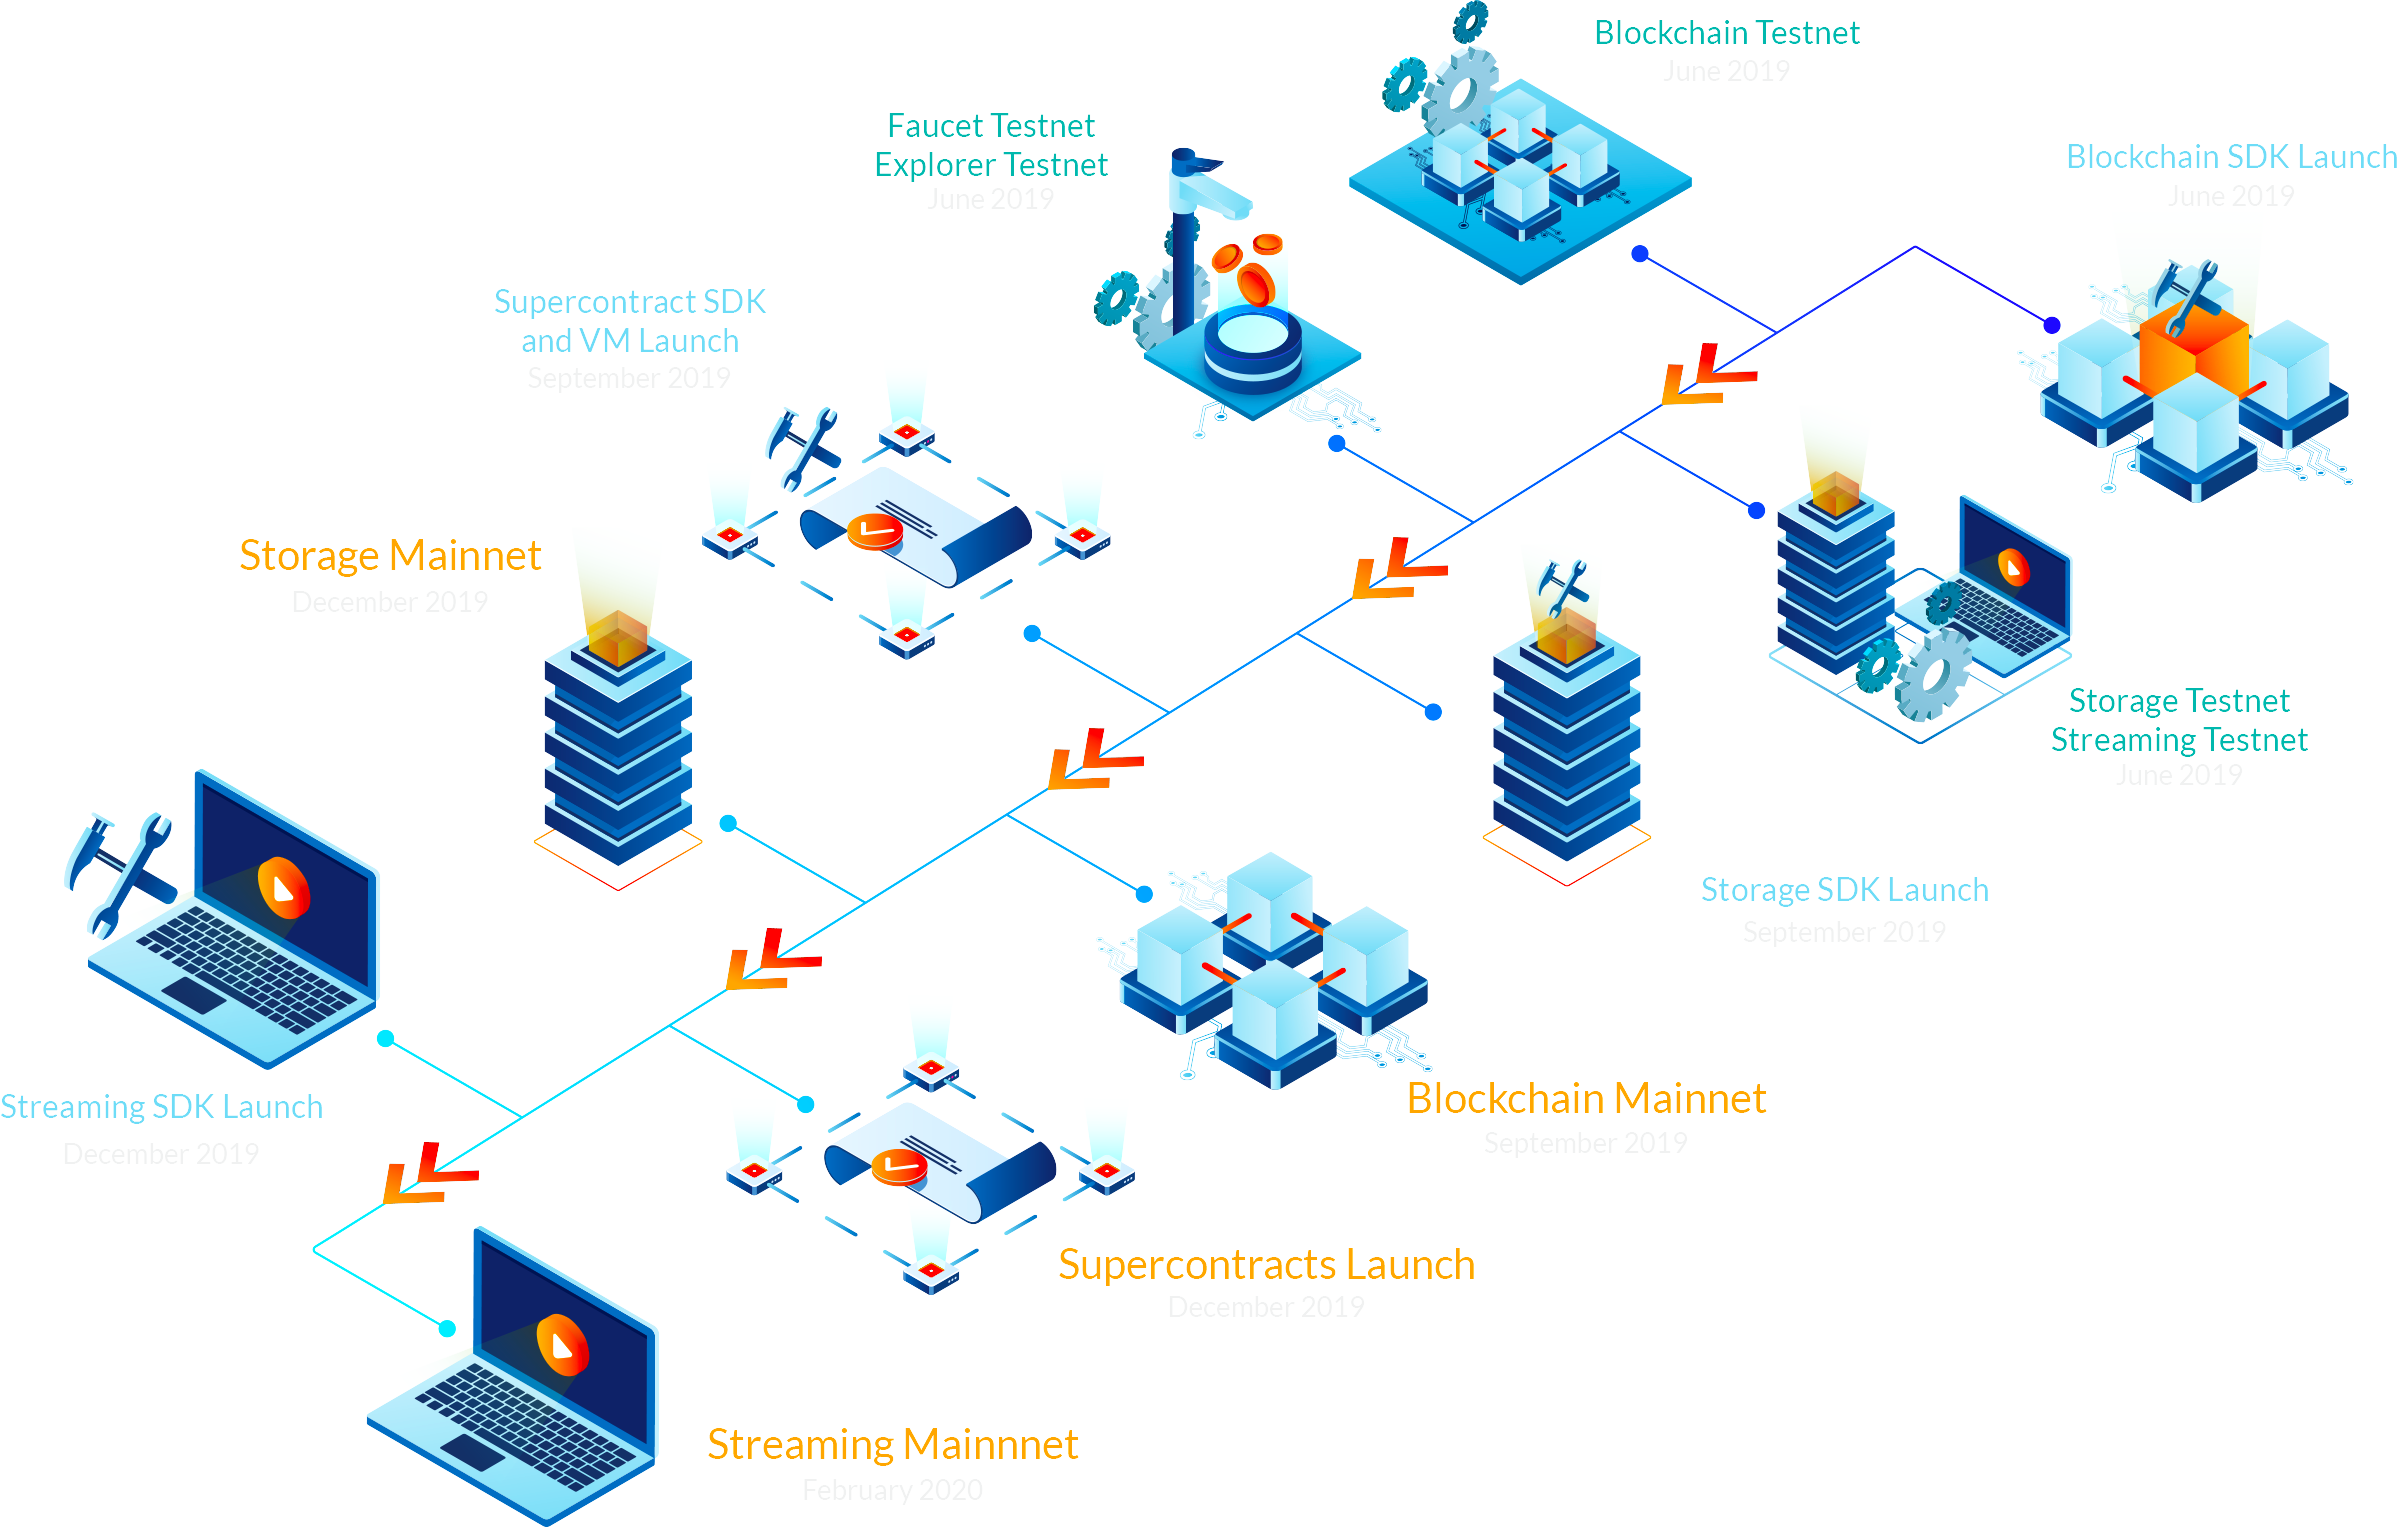 Blockchain Testnet
June 2019
Faucet Testnet
Explorer Testnet
June 2019
Blockchain SDK Launch
June 2019
Supercontract SDK
and VM Launch
September 2019
Storage Mainnet
December 2019
Storage Testnet
Streaming Testnet
June 2019
Storage SDK Launch
September 2019
Blockchain Mainnet
September 2019
Streaming SDK Launch
December 2019
Supercontracts Launch
December 2019
Streaming Mainnnet
February 2020